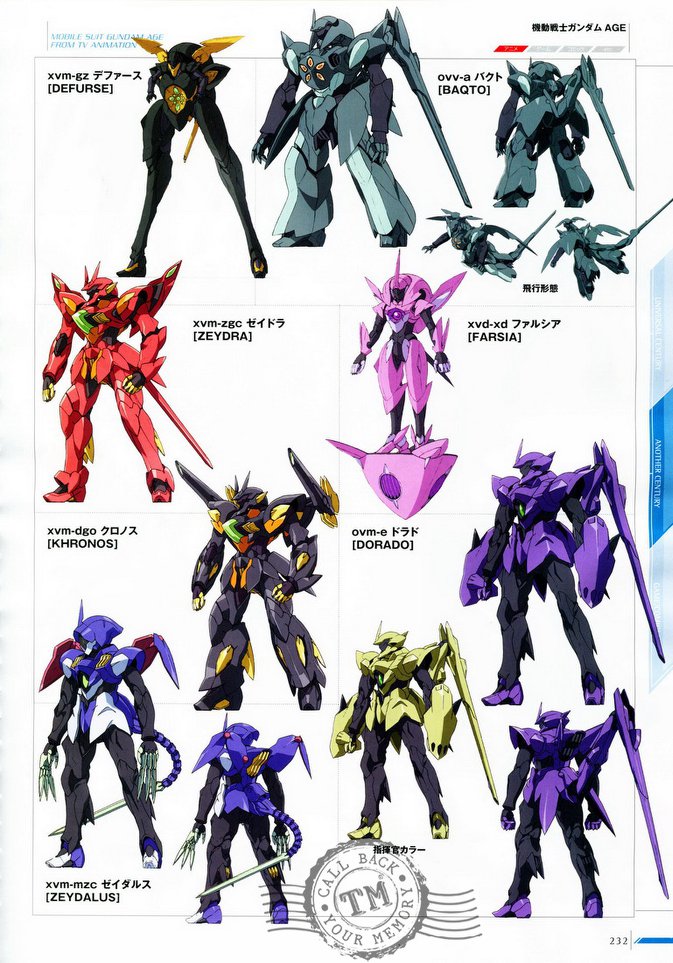 MOBILE SUIT GUNDAM AGE
FROM TV ANIMATION
機動戦士ガンダム AGE
アニメ
xvm-gz デファース
[DEFURSE]
ovv-a バクト
[BAQTO]
飛行形態
xvm-zgc ゼイドラ
[ZEYDRA]
xvd-xd ファルシア
[FARSIA]
UNIVERSAL CENTURY
ANOTHER CENTURY
xvm-dgo クロノス
[KHRONOS]
ovm-e ドラド
[DORADO]
指揮官カラー
xvm-mzc ゼイダルス
[ZEYDALUS]
CALL BACK
TM
YOUR MEMORY
232